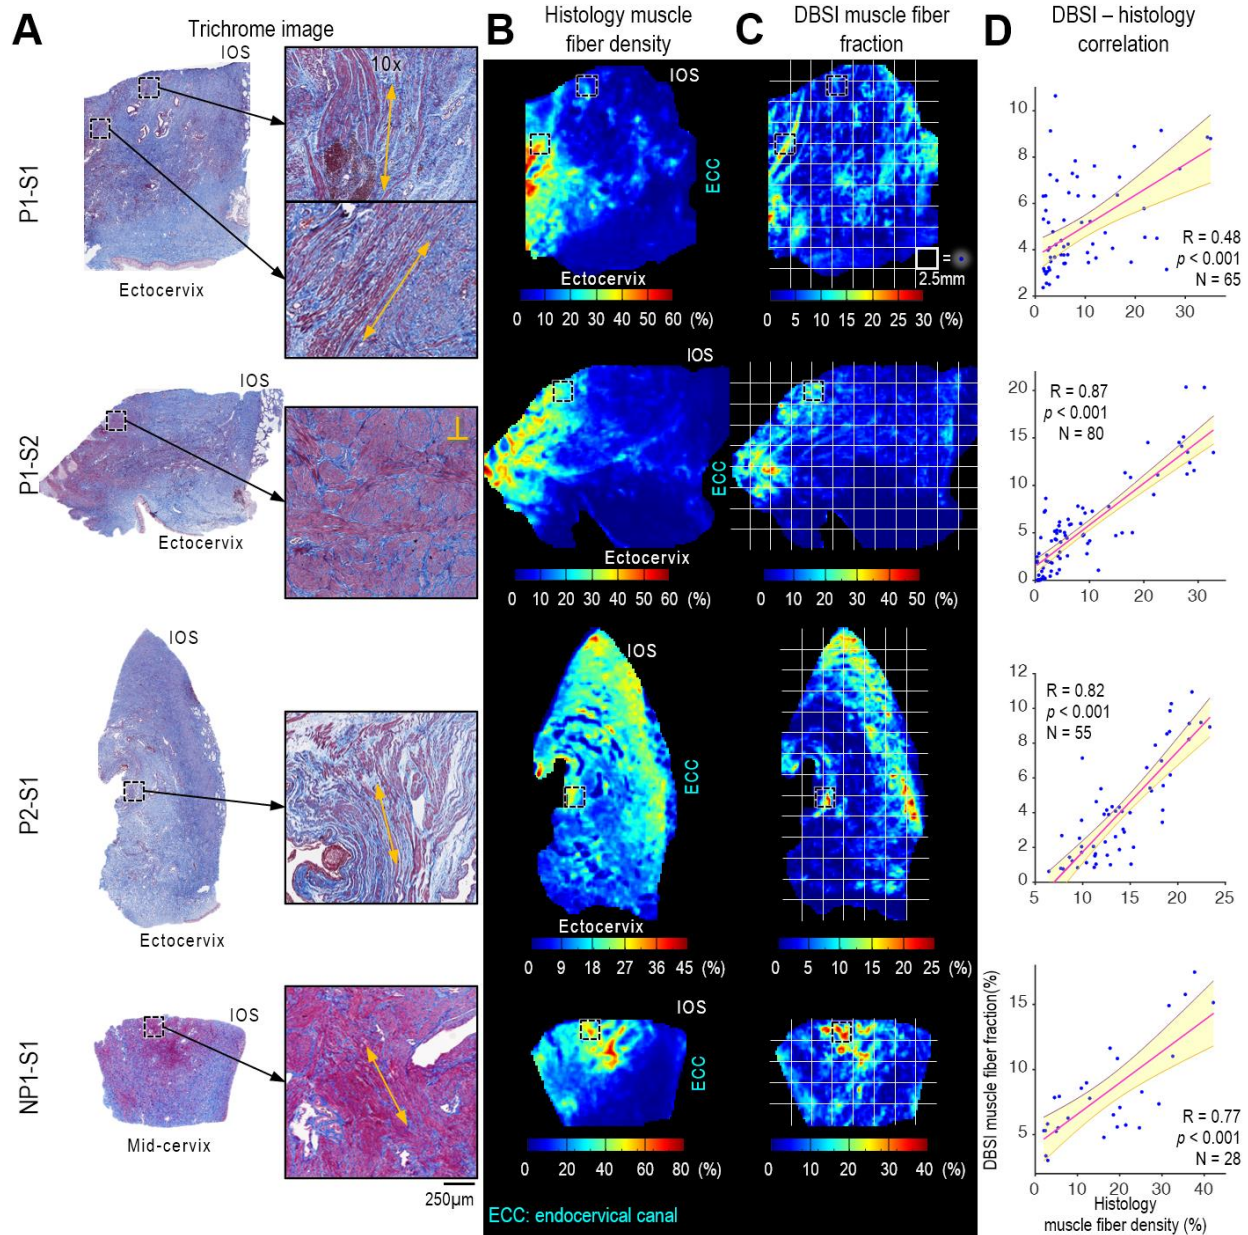 A
Trichrome image
B
Histology muscle
fiber density
C
DBSI muscle fiber
fraction
D
DBSI – histology
correlation
P1-S1
IOS
10x
Ectocervix
IOS
ECC
Ectocervix
0 10 20 30 40 50 60 (%)
= 
2.5mm
0 5 10 15 20 25 30 (%)
10
8
6
4
2
0 10 20 30
R = 0.48
p < 0.001
N = 65
P1-S2
IOS
Ectocervix
IOS
ECC
Ectocervix
0 10 20 30 40 50 60 (%)
0 10 20 30 40 50 (%)
20
15
10
5
0
0 10 20 30
R = 0.87
p < 0.001
N = 80
P2-S1
IOS
Ectocervix
IOS
ECC
Ectocervix
0 9 18 27 36 45 (%)
0 5 10 15 20 25 (%)
12
10
8
6
4
2
0
5 10 15 20 25
R = 0.82
p < 0.001
N = 55
NP1-S1
IOS
Mid-cervix
250µm
IOS
ECC
0 20 40 60 80 (%)
0 10 20 30 40 (%)
ECC: endocervical canal
DBSI muscle fiber fraction(%)
15
10
5
0 10 20 30 40
R = 0.77
p < 0.001
N = 28
Histology
muscle fiber density (%)